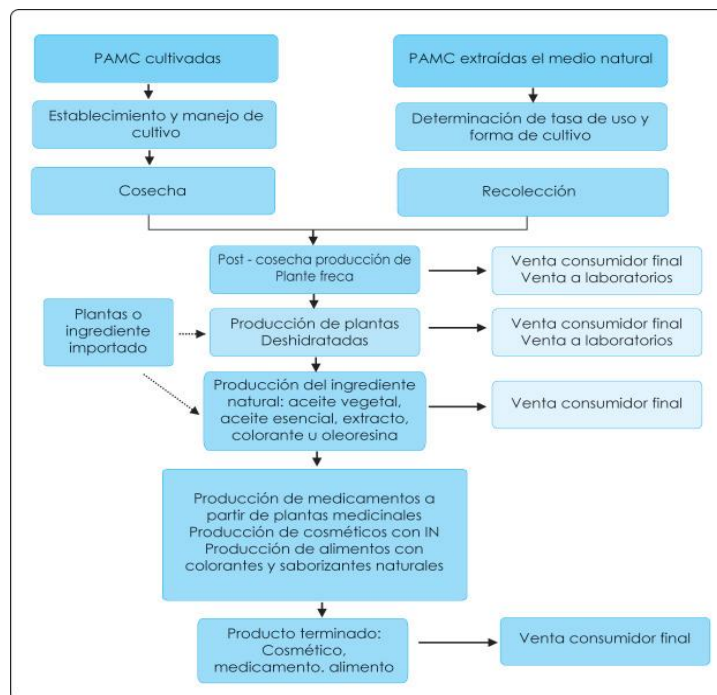 PAMC cultivadas
PAMC extraídas el medio natural
Establecimiento y manejo de
cultivo
Determinación de tasa de uso y
forma de cultivo
Cosecha
Recolección
Post - cosecha producción de
Plante freca
Venta consumidor final
Venta a laboratorios
Plantas o
ingrediente
importado
Producción de plantas
Deshidratadas
Venta consumidor final
Venta a laboratorios
Producción del ingrediente
natural: aceite vegetal,
aceite esencial, extracto,
colorante u oleoresina
Venta consumidor final
Producción de medicamentos a
partir de plantas medicinales
Producción de cosméticos con IN
Producción de alimentos con
colorantes y saborizantes naturales
Producto terminado:
Cosmético,
medicamento. alimento
Venta consumidor final